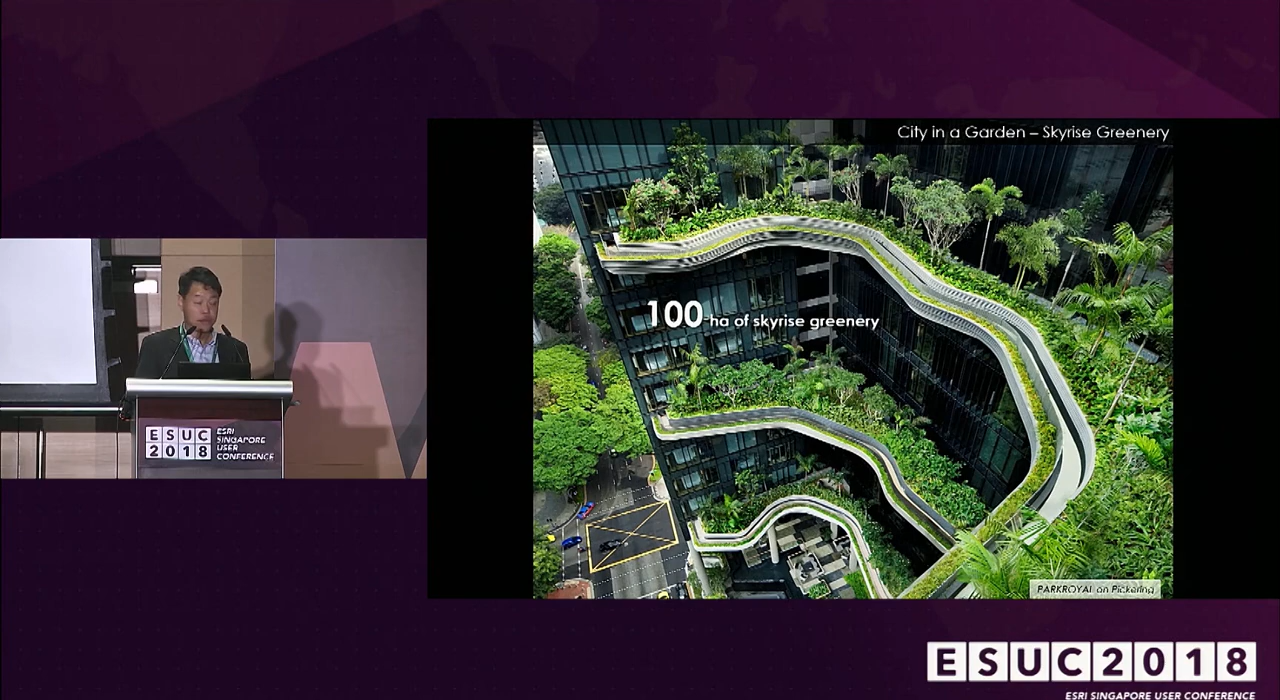 City in a Garden – Skyrise Greenery
100-ha of skyrise greenery
PARKROYAL on Pickering
ESUC
2018
ESRI
SINGAPORE
USER
CONFERENCE
ESUC2018
ESRI SINGAPORE USER CONFERENCE